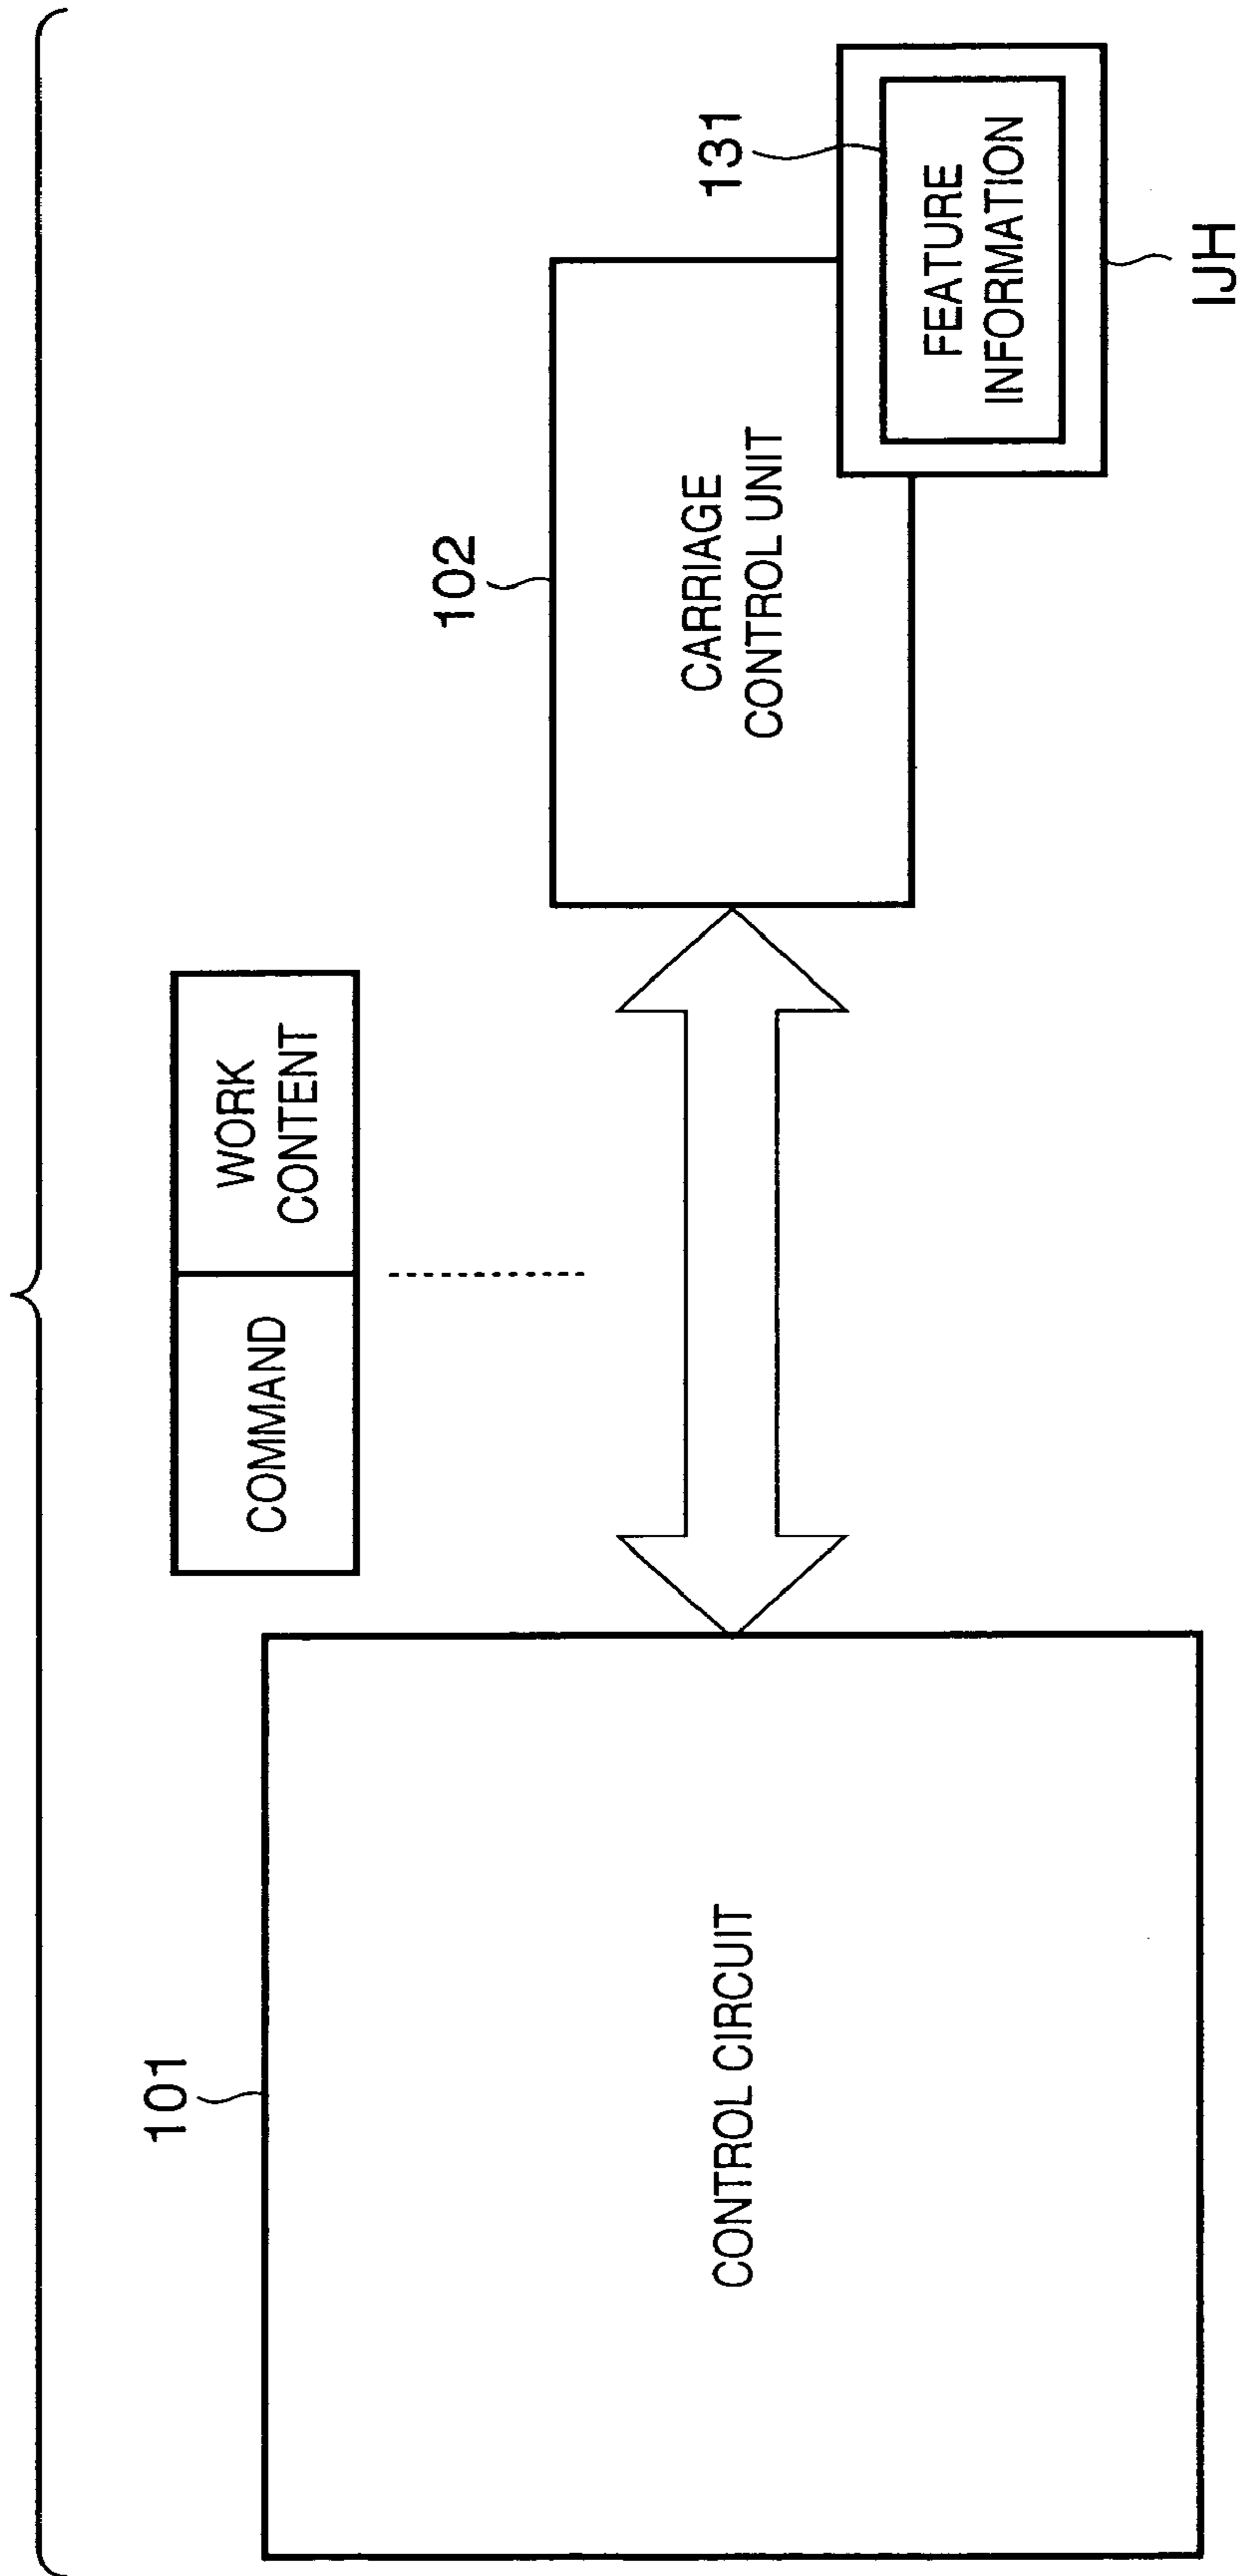 COMMAND
WORK
CONTENT
101
CONTROL CIRCUIT
102
CARRIAGE
CONTROL UNIT
131
FEATURE
INFORMATION
IJH